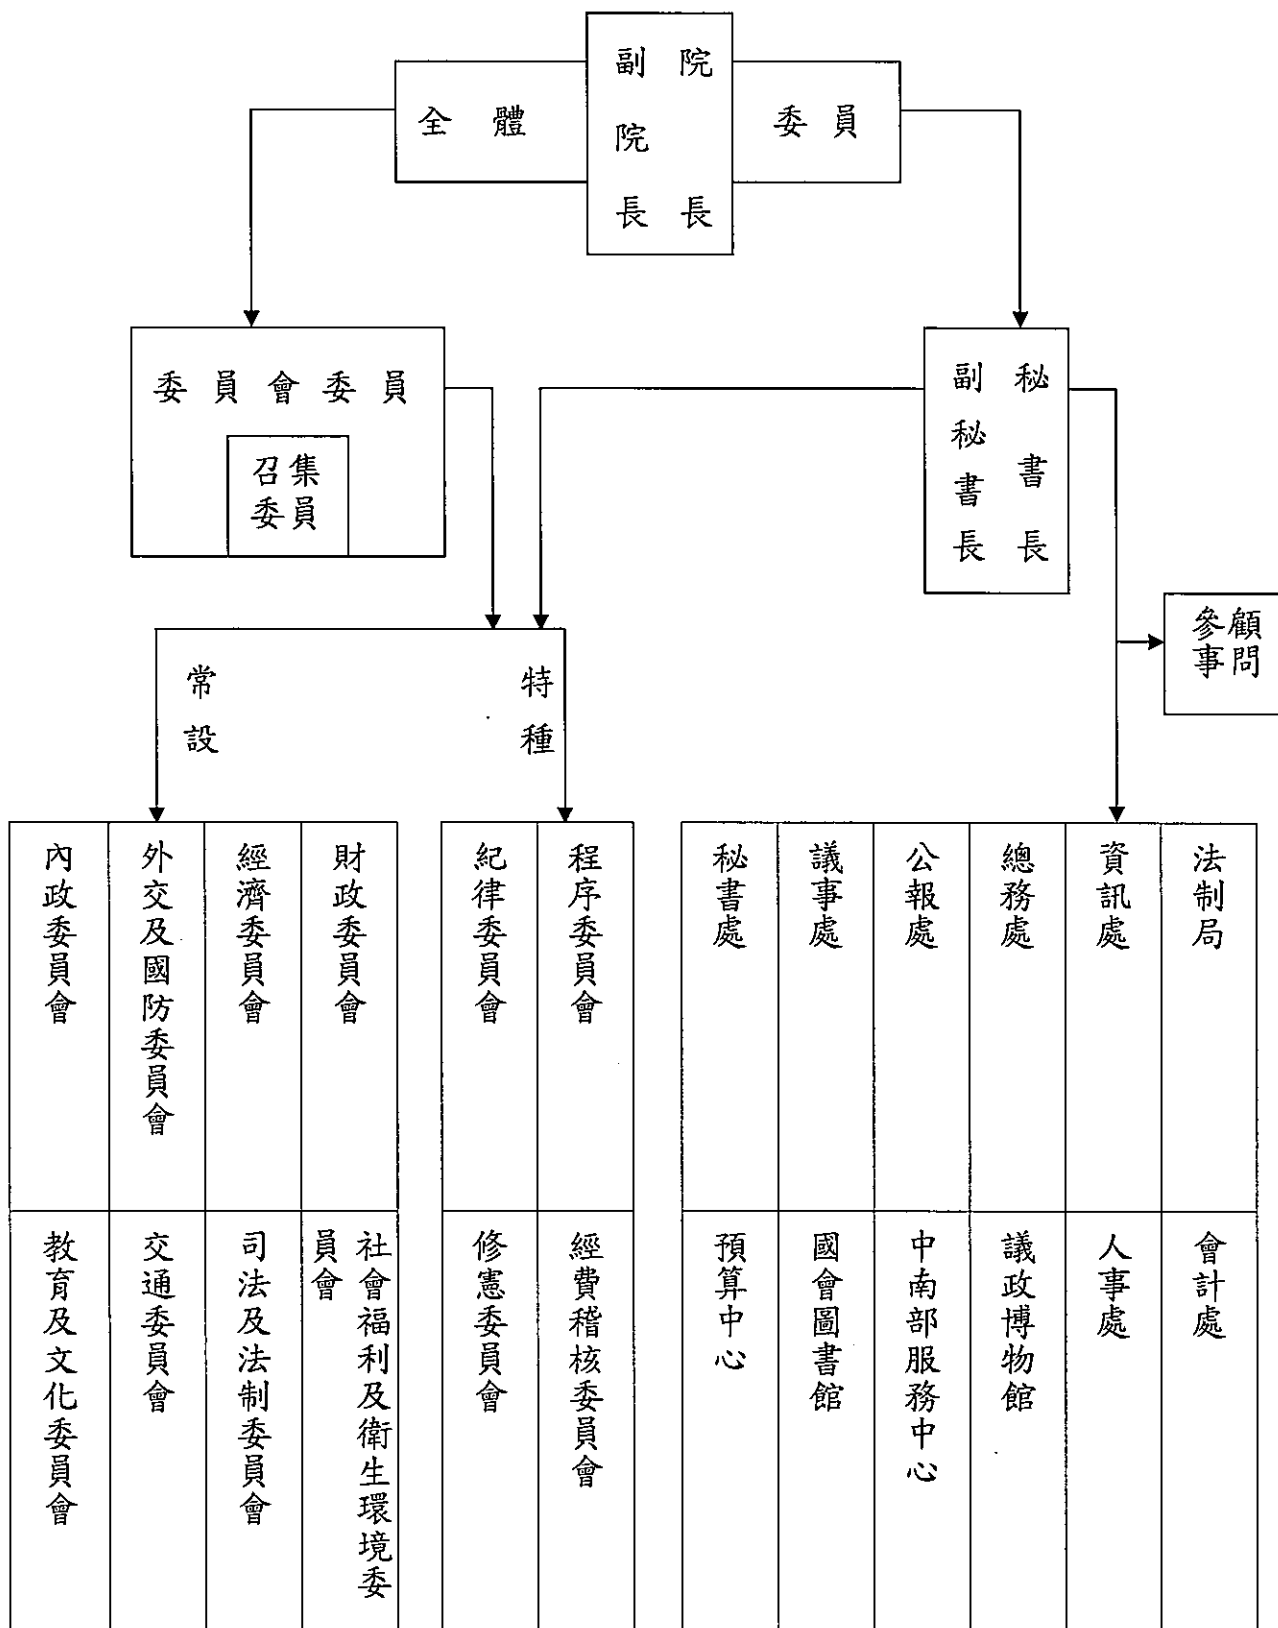 全體
院長
副院長
委員
委員會委員
召集
委員
秘書長
副秘書長
顧問
參事
常設
特種
內政委員會
外交及國防委員會
經濟委員會
財政委員會
紀律委員會
程序委員會
秘書處
議事處
公報處
總務處
資訊處
法制局
教育及文化委員會
交通委員會
司法及法制委員會
社會福利及衛生環境委
員會
修憲委員會
經費稽核委員會
預算中心
國會圖書館
中南部服務中心
議政博物館
人事處
會計處